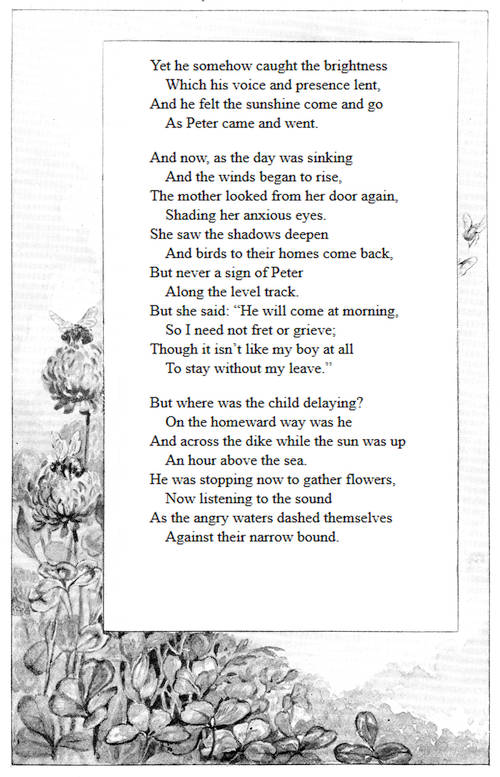 Yet he somehow caught the brightness
Which his voice and presence lent,
And he felt the sunshine come and go
As Peter came and went.
And now, as the day was sinking
And the winds began to rise,
The mother looked from her door again,
Shading her anxious eyes.
She saw the shadows deepen
And birds to their homes come back,
But never a sign of Peter
Along the level track.
But she said: “He will come at morning,
So I need not fret or grieve;
Though it isn’t like my boy at all
To stay without my leave.”
But where was the child delaying?
On the homeward way was he
And across the dike while the sun was up
An hour above the sea.
He was stopping now to gather flowers,
Now listening to the sound
As the angry waters dashed themselves
Against their narrow bound.